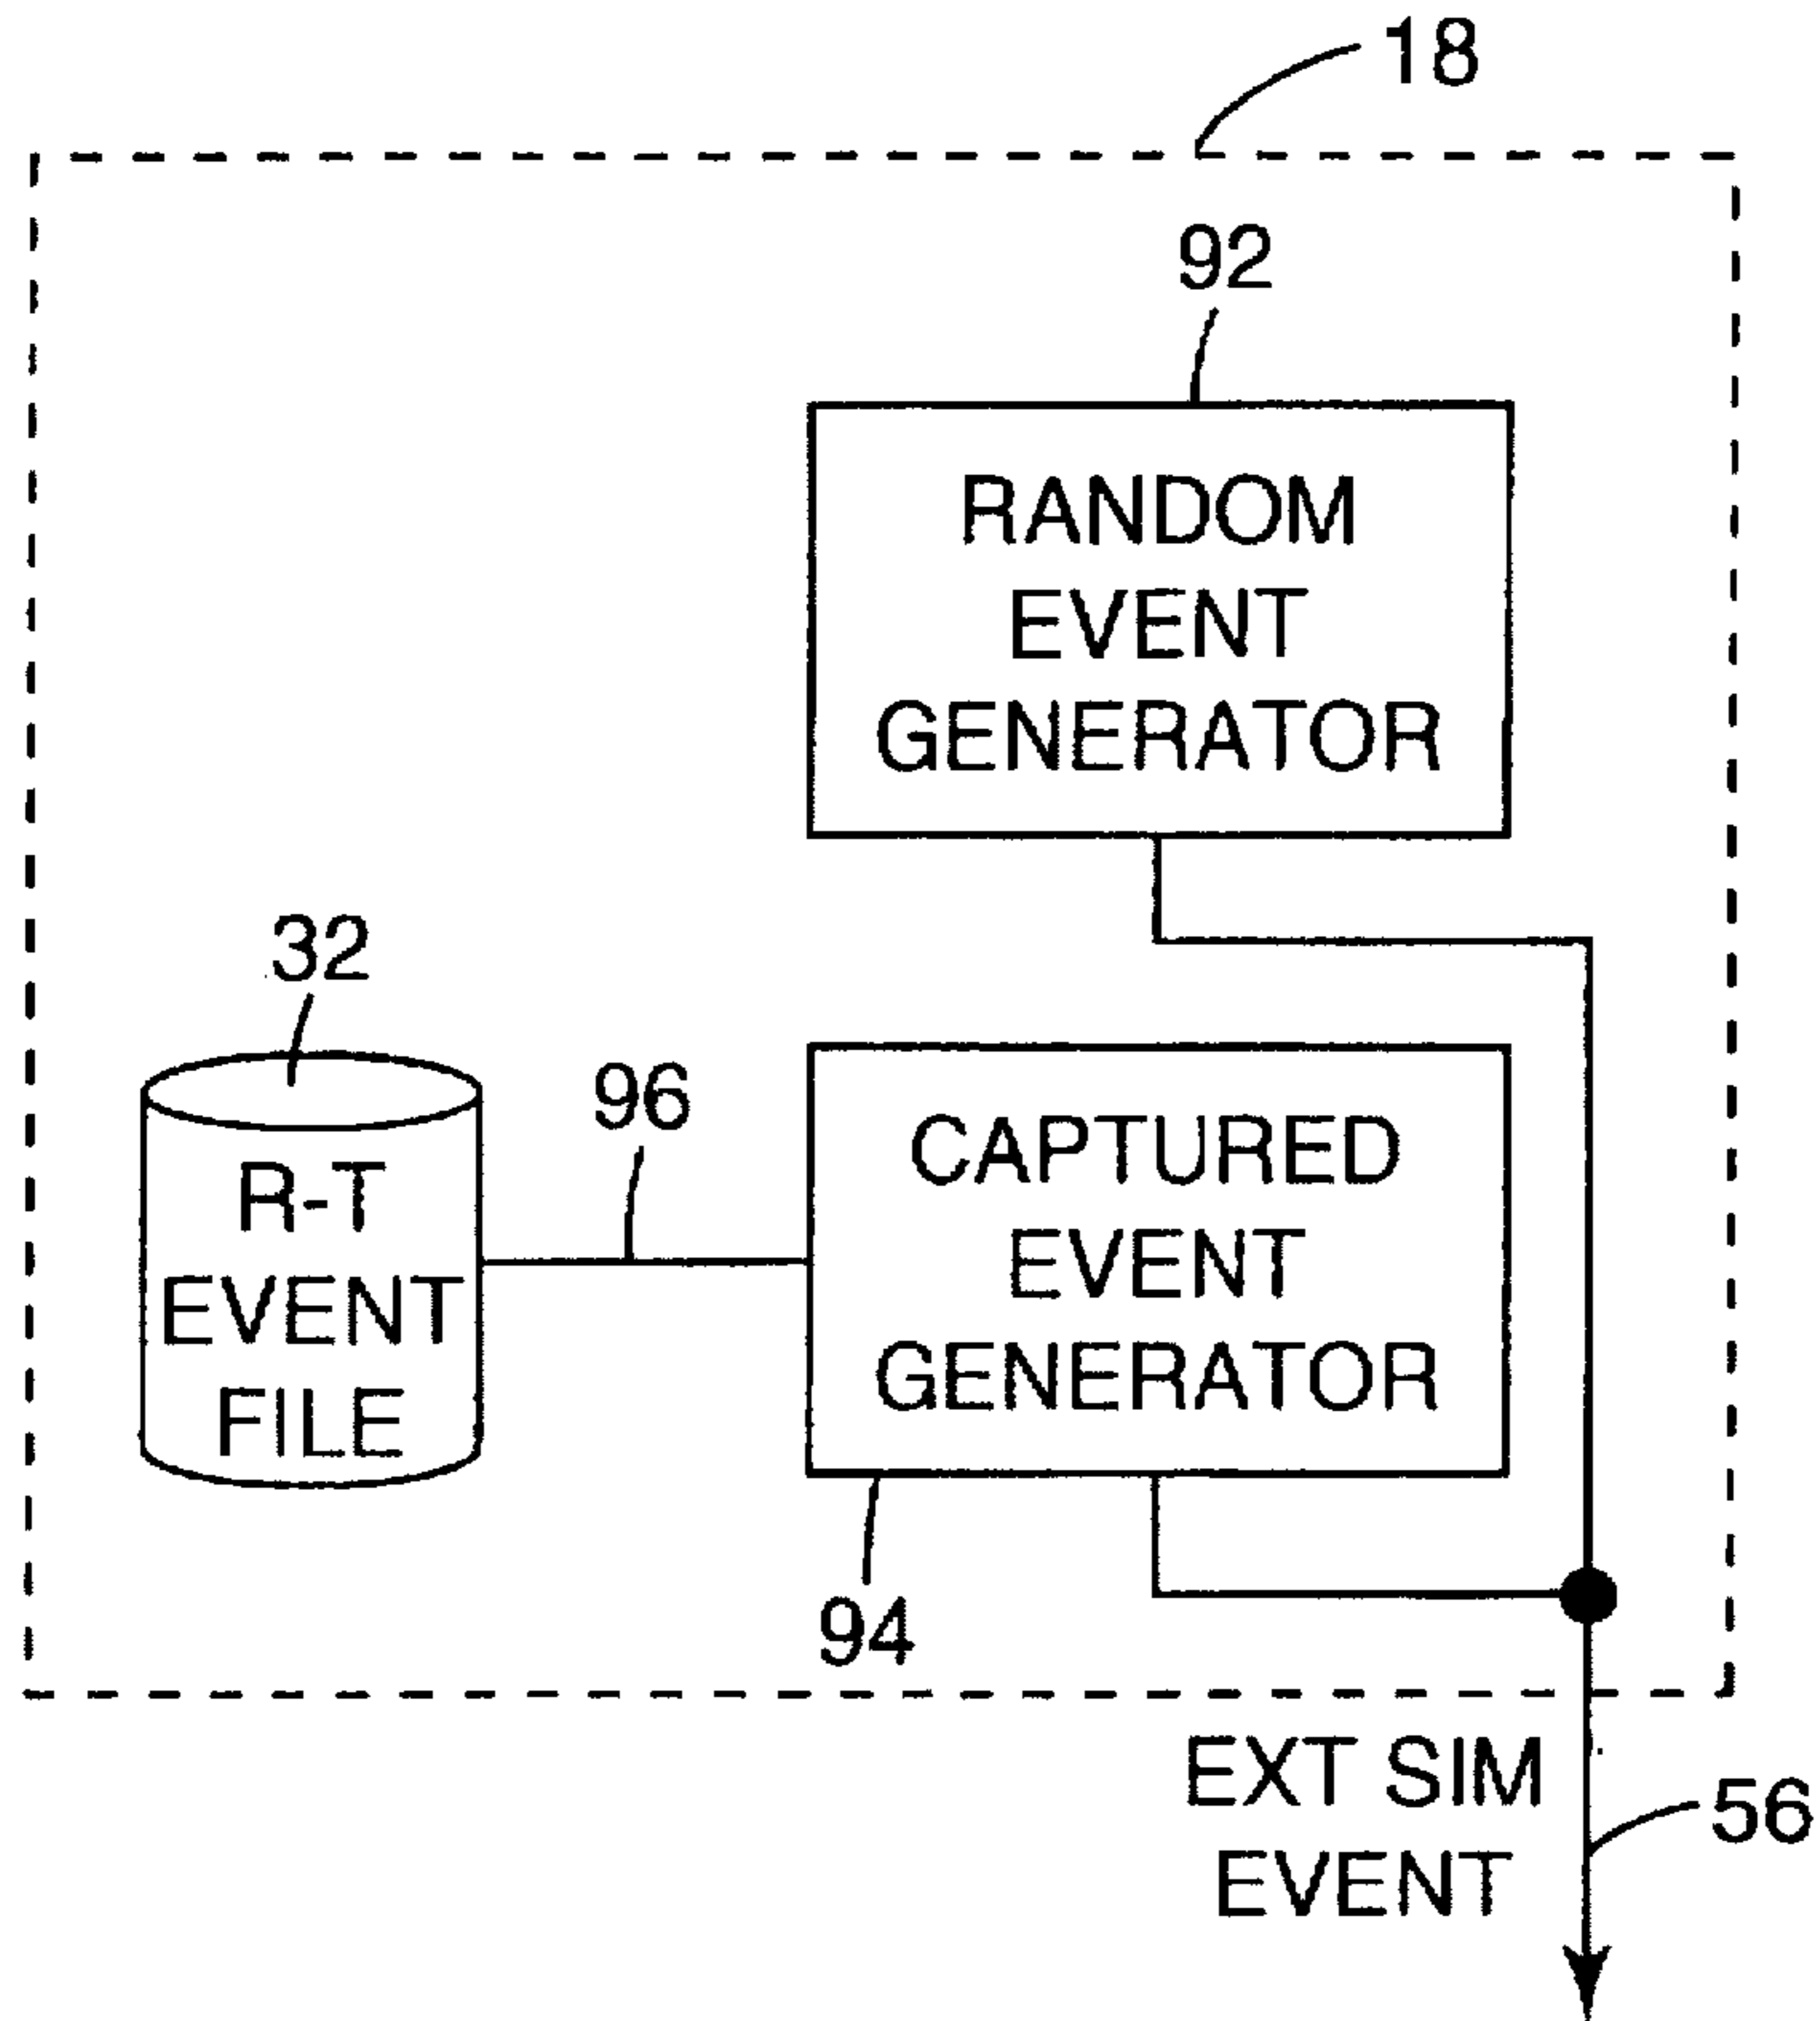 18
92
RANDOM
EVENT
GENERATOR
32
96
R-T
EVENT
FILE
CAPTURED
EVENT
GENERATOR
94
EXT SIM
EVENT
56